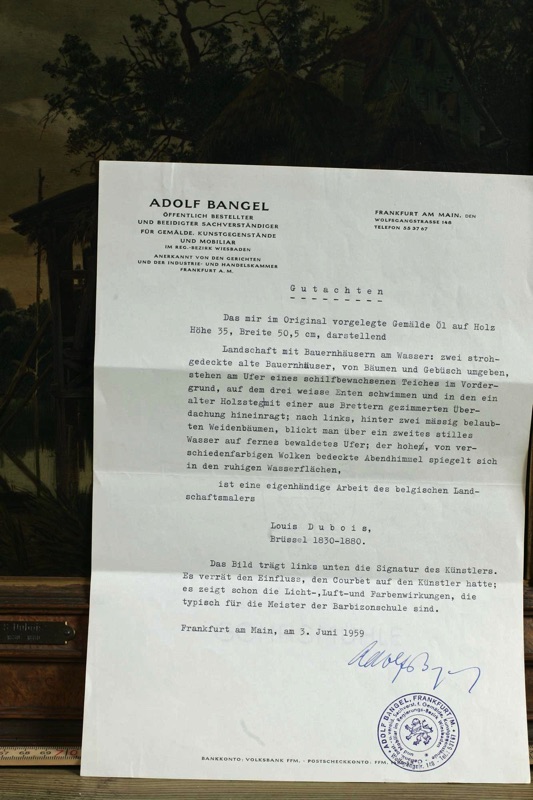 ADOLF BANGEL
ÖFFENTLICH BESTELLTER
UND BEEIDIGTER SACHVERSTÄNDIGER
FÜR GEMÄLDE, KUNSTGEGENSTÄNDE
UND MOBILIAR
IM REG.-BEZIRK WIESBADEN
ANERKANNT VON DEN GERICHTEN
UND DER INDUSTRIE- UND HANDELSKAMMER
FRANKFURT A. M.
FRANKFURT AM MAIN, DEN
WOLFSGANGSTRASSE 148
TELEFON 55 37 67
Gutachten
Das mir im Original vorgelegte Gemälde Öl auf Holz
Höhe 35, Breite 50,5 cm, darstellend
Landschaft mit Bauernhäusern am Wasser: zwei stroh-
gedeckte alte Bauernhäuser, von Bäumen und Gebüsch umgeben,
stehen am Ufer eines schilfbewachsenen Teiches im Vorder-
grund, auf dem drei weisse Enten schwimmen und in den ein
alter Holzsteg mit einer aus Brettern gezimmerten Über-
dachung hineinragt; nach links, hinter zwei mässig belaub-
ten Weidenbäumen, blickt man über ein zweites stilles
Wasser auf fernes bewaldetes Ufer; der hohe, von ver-
schiedenfarbigen Wolken bedeckte Abendhimmel spiegelt sich
in den ruhigen Wasserflächen,
ist eine eigenhändige Arbeit des belgischen Land-
schaftsmalers
Louis Dubois,
Brüssel 1830-1880.
Das Bild trägt links unten die Signatur des Künstlers.
Es verrät den Einfluss, den Courbet auf den Künstler hatte;
es zeigt schon die Licht-,Luft-und Farbenwirkungen, die
typisch für die Meister der Barbizonschule sind.
Frankfurt am Main, am 3. Juni 1959
ADOLF BANGEL, FRANKFURT/M.
BANKKONTO: VOLKSBANK FFM. - POSTSCHECKKONTO: FFM.